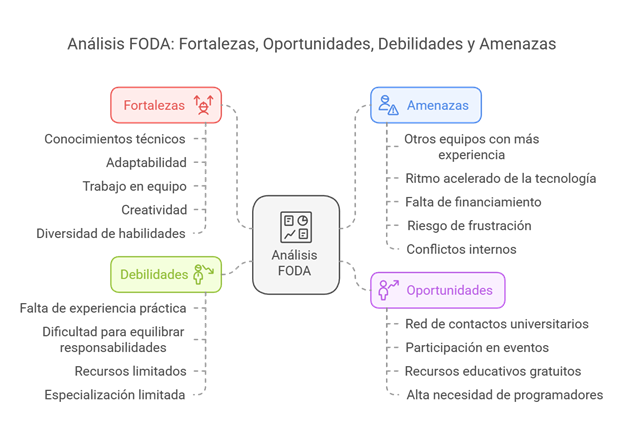 Análisis FODA: Fortalezas, Oportunidades, Debilidades y Amenazas
Fortalezas
Conocimientos técnicos
Adaptabilidad
Trabajo en equipo
Creatividad
Diversidad de habilidades
Debilidades
Falta de experiencia práctica
Dificultad para equilibrar
responsabilidades
Recursos limitados
Especialización limitada
Análisis
FODA
Amenazas
Otros equipos con más
experiencia
Ritmo acelerado de la tecnología
Falta de financiamiento
Riesgo de frustración
Conflictos internos
Oportunidades
Red de contactos universitarios
Participación en eventos
Recursos educativos gratuitos
Alta necesidad de programadores